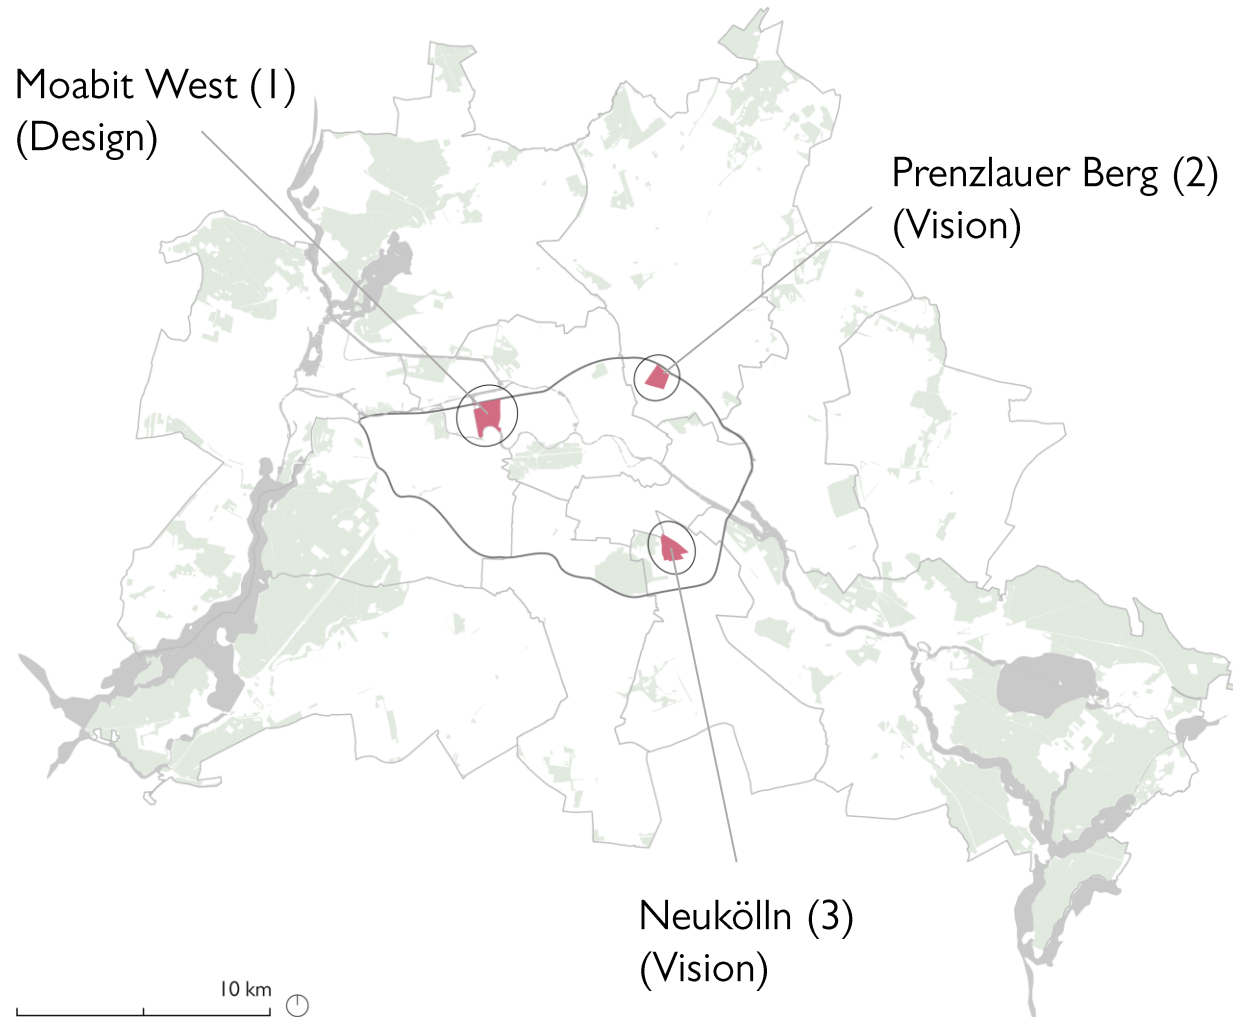 Moabit West (1)
(Design)
Prenzlauer Berg (2)
(Vision)
Neukölln (3)
(Vision)
10 km